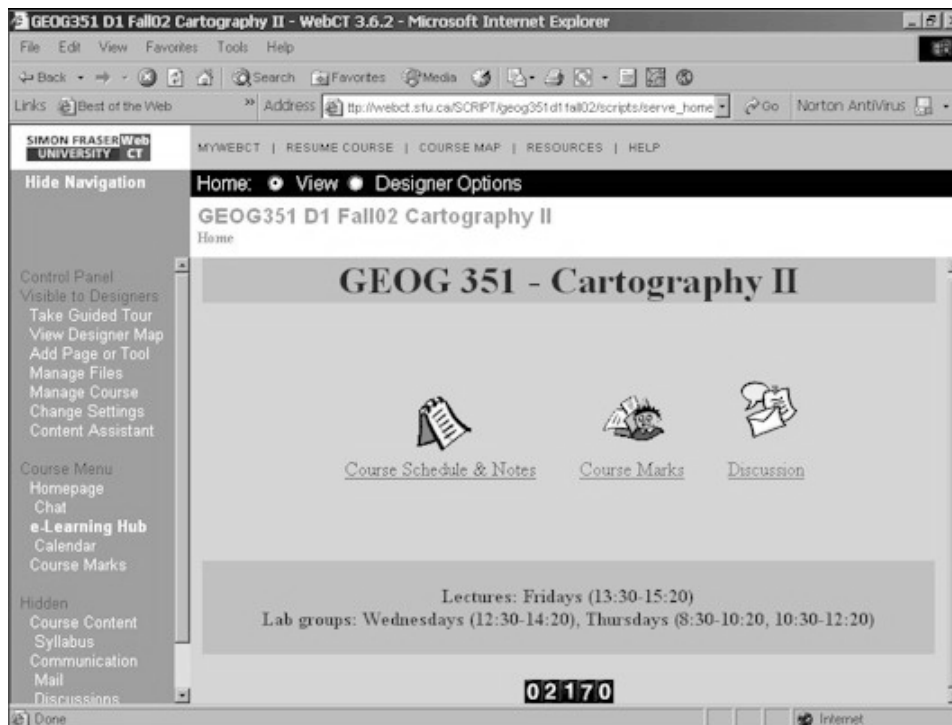 GEOG351 D1 Fall02 Cartography II - WebCT 3.6.2 - Microsoft Internet Explorer
File Edit View Favorites Tools Help
Back Search Favorites Media
Links Best of the Web » Address ttp://webct.sfu.ca/SCRIPT/geog351d1fall02/scripts/serve_home Go Norton AntiVirus
SIMON FRASER Web
UNIVERSITY CT
MYWEBCT | RESUME COURSE | COURSE MAP | RESOURCES | HELP
Hide Navigation
Home: View Designer Options
GEOG351 D1 Fall02 Cartography II
Home
Control Panel
Visible to Designers
Take Guided Tour
View Designer Map
Add Page or Tool
Manage Files
Manage Course
Change Settings
Content Assistant
Course Menu
Homepage
Chat
e-Learning Hub
Calendar
Course Marks
Hidden
Course Content
Syllabus
Communication
Mail
Discussions
GEOG 351 - Cartography II
Course Schedule & Notes Course Marks Discussion
Lectures: Fridays (13:30-15:20)
Lab groups: Wednesdays (12:30-14:20), Thursdays (8:30-10:20, 10:30-12:20)
02170
Done Internet